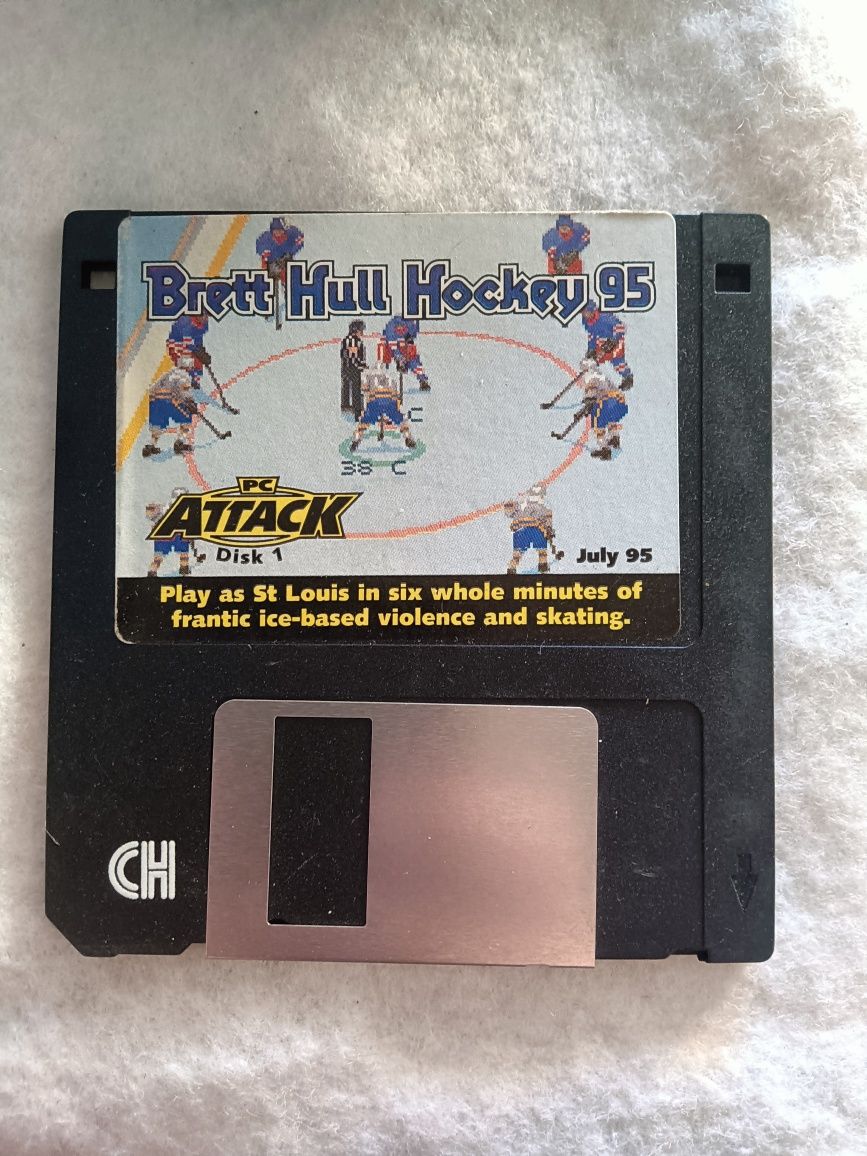 Brett Hull Hockey 95
C
38 C
PC
ATTACK
Disk 1
July 95
Play as St Louis in six whole minutes of
frantic ice-based violence and skating.
CH